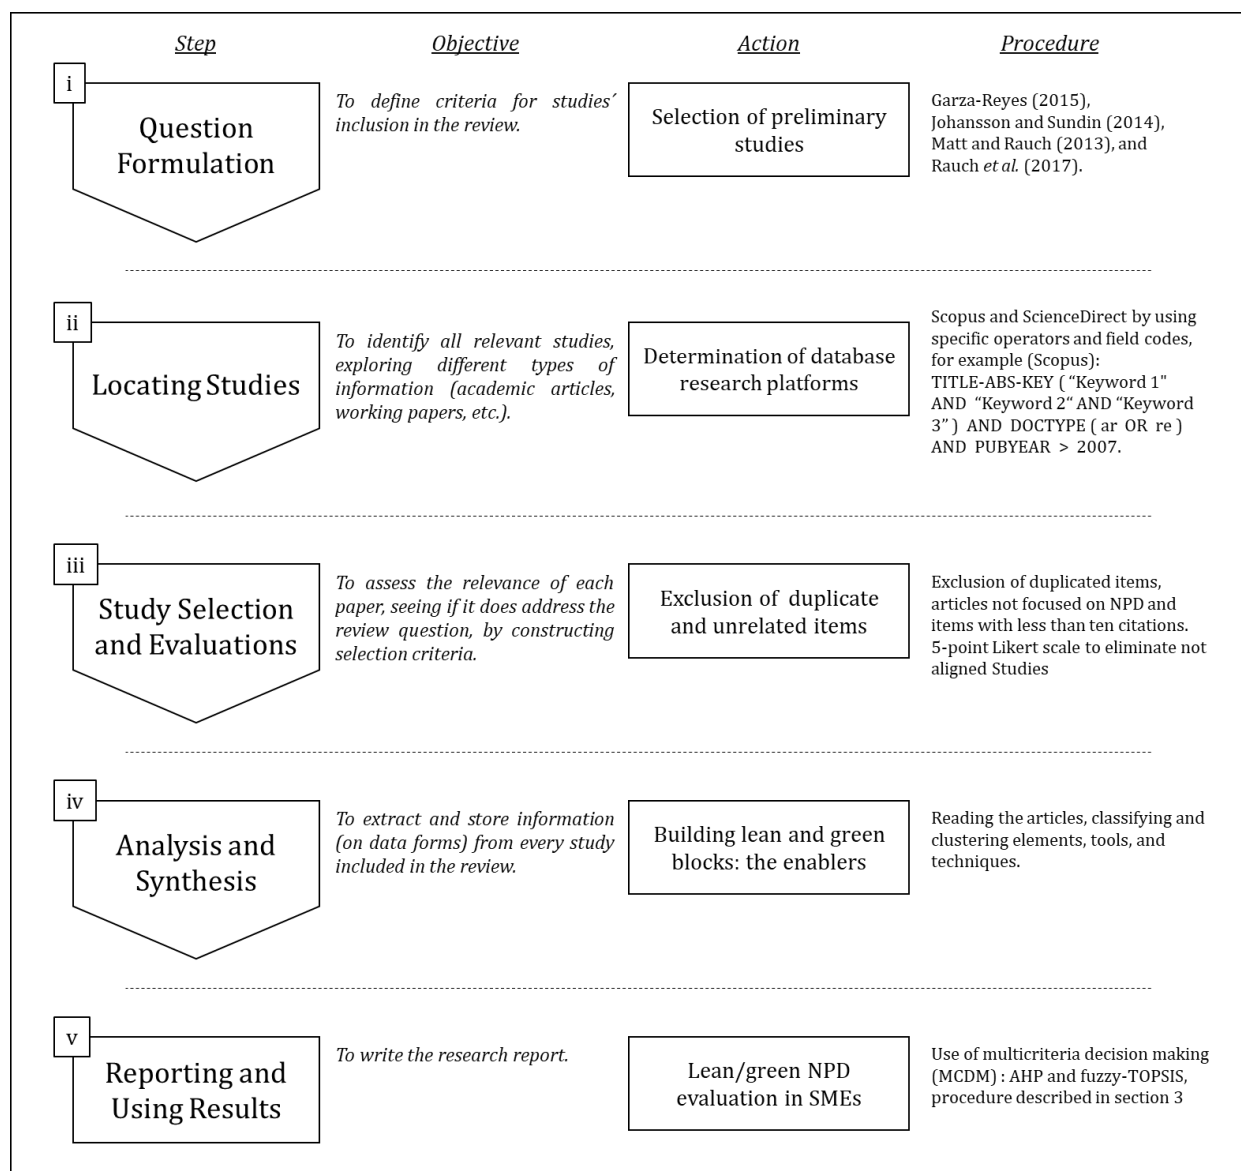 Step
Objective
Action
Procedure
i
Question
Formulation
To define criteria for studies´
inclusion in the review.
Selection of preliminary
studies
Garza-Reyes (2015),
Johansson and Sundin (2014),
Matt and Rauch (2013), and
Rauch et al. (2017).
ii
Locating Studies
To identify all relevant studies,
exploring different types of
information (academic articles,
working papers, etc.).
Determination of database
research platforms
Scopus and ScienceDirect by using
specific operators and field codes,
for example (Scopus):
TITLE-ABS-KEY ( “Keyword 1"
AND “Keyword 2“ AND “Keyword
3” ) AND DOCTYPE ( ar OR re )
AND PUBYEAR > 2007.
iii
Study Selection
and Evaluations
To assess the relevance of each
paper, seeing if it does address the
review question, by constructing
selection criteria.
Exclusion of duplicate
and unrelated items
Exclusion of duplicated items,
articles not focused on NPD and
items with less than ten citations.
5-point Likert scale to eliminate not
aligned Studies
iv
Analysis and
Synthesis
To extract and store information
(on data forms) from every study
included in the review.
Building lean and green
blocks: the enablers
Reading the articles, classifying and
clustering elements, tools, and
techniques.
v
Reporting and
Using Results
To write the research report.
Lean/green NPD
evaluation in SMEs
Use of multicriteria decision making
(MCDM) : AHP and fuzzy-TOPSIS,
procedure described in section 3